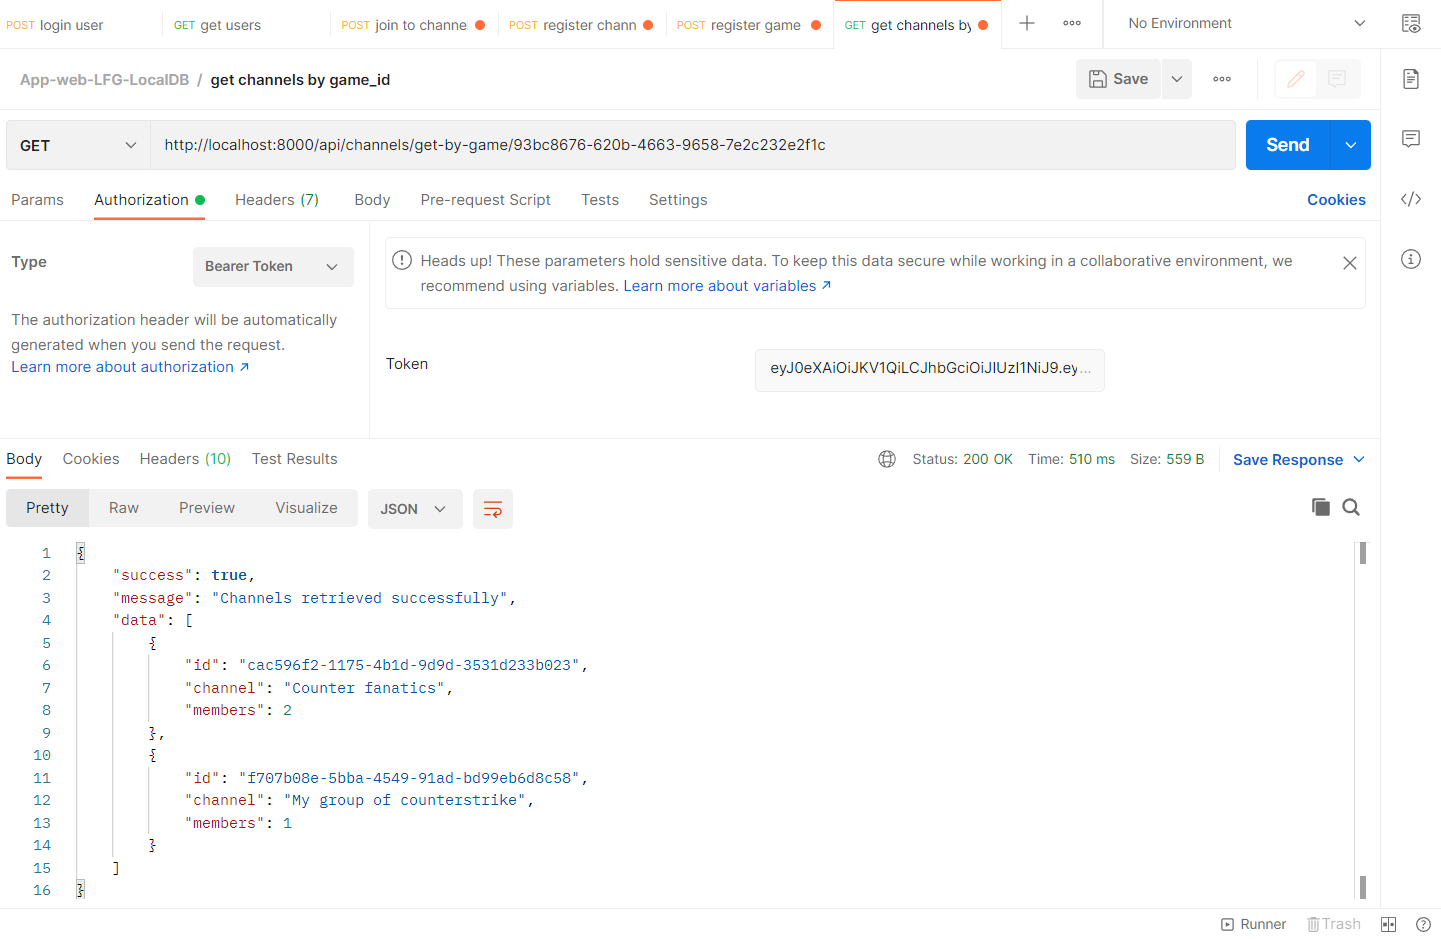 POST login user
GET get users
POST join to channe
POST register chann
POST register game
GET get channels by
No Environment
App-web-LFG-LocalDB / get channels by game_id
Save
GET
http://localhost:8000/api/channels/get-by-game/93bc8676-620b-4663-9658-7e2c232e2f1c
Send
Params
Authorization
Headers (7)
Body
Pre-request Script
Tests
Settings
Cookies
Type
Bearer Token
The authorization header will be automatically
generated when you send the request.
Learn more about authorization ↗
Heads up! These parameters hold sensitive data. To keep this data secure while working in a collaborative environment, we
recommend using variables. Learn more about variables ↗
Token
eyJ0eXAiOiJKV1QiLCJhbGciOiJIUzI1NiJ9.ey...
Body
Cookies
Headers (10)
Test Results
Status: 200 OK
Time: 510 ms
Size: 559 B
Save Response
Pretty
Raw
Preview
Visualize
JSON
1 {
2 "success": true,
3 "message": "Channels retrieved successfully",
4 "data": [
5 {
6 "id": "cac596f2-1175-4b1d-9d9d-3531d233b023",
7 "channel": "Counter fanatics",
8 "members": 2
9 },
10 {
11 "id": "f707b08e-5bba-4549-91ad-bd99eb6d8c58",
12 "channel": "My group of counterstrike",
13 "members": 1
14 }
15 ]
16 }
Runner
Trash